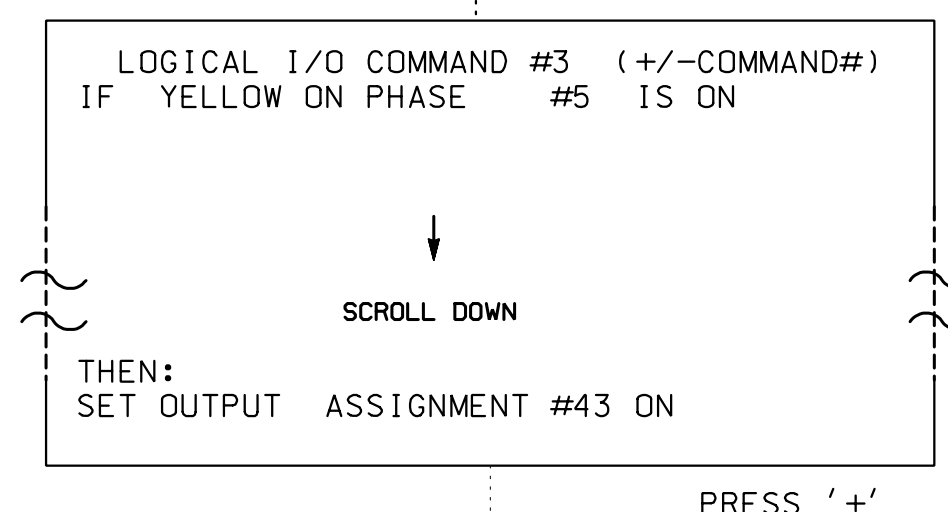 LOGICAL I/O COMMAND #3 (+/-COMMAND#)
IF YELLOW ON PHASE #5 IS ON
SCROLL DOWN
THEN:
SET OUTPUT ASSIGNMENT #43 ON
PRESS '+'